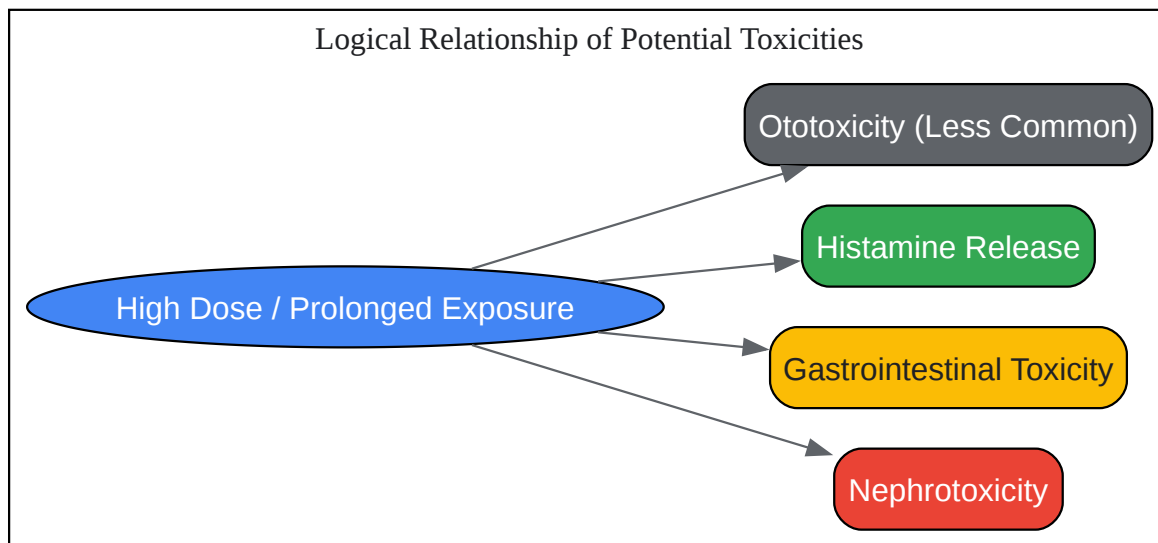 Logical Relationship of Potential Toxicities
Ototoxicity (Less Common)
Histamine Release
High Dose / Prolonged Exposure
Gastrointestinal Toxicity
Nephrotoxicity